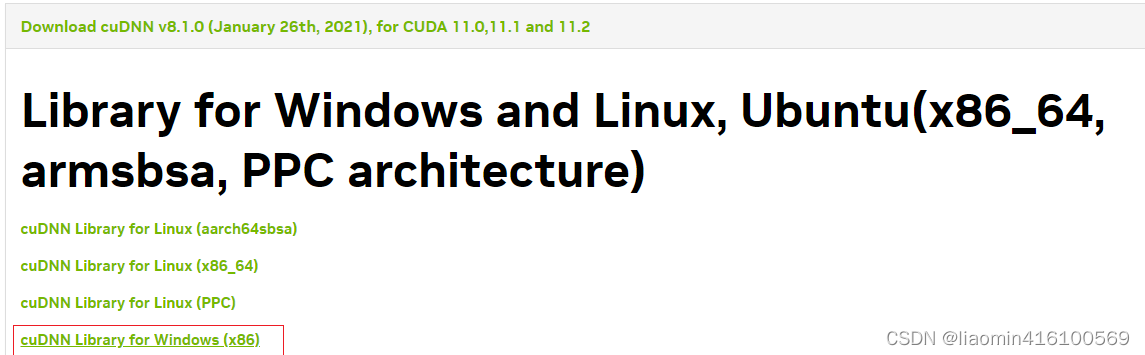 Download cuDNN v8.1.0 (January 26th, 2021), for CUDA 11.0,11.1 and 11.2
Library for Windows and Linux, Ubuntu(x86_64,
armsbsa, PPC architecture)
cuDNN Library for Linux (aarch64sbsa)
cuDNN Library for Linux (x86_64)
cuDNN Library for Linux (PPC)
cuDNN Library for Windows (x86)
CSDN @liaomin416100569